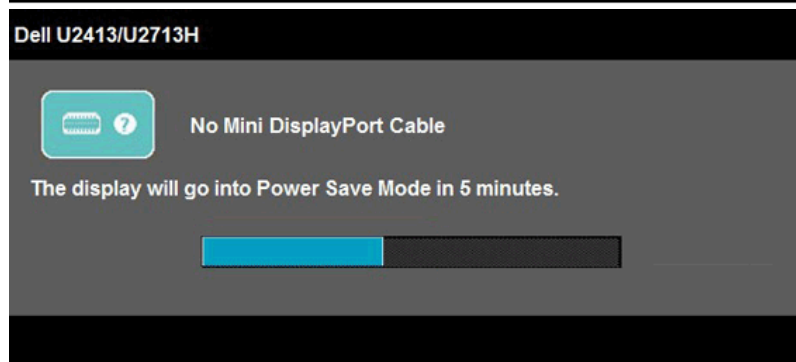 Dell U2413/U2713H
?
No Mini DisplayPort Cable
The display will go into Power Save Mode in 5 minutes.